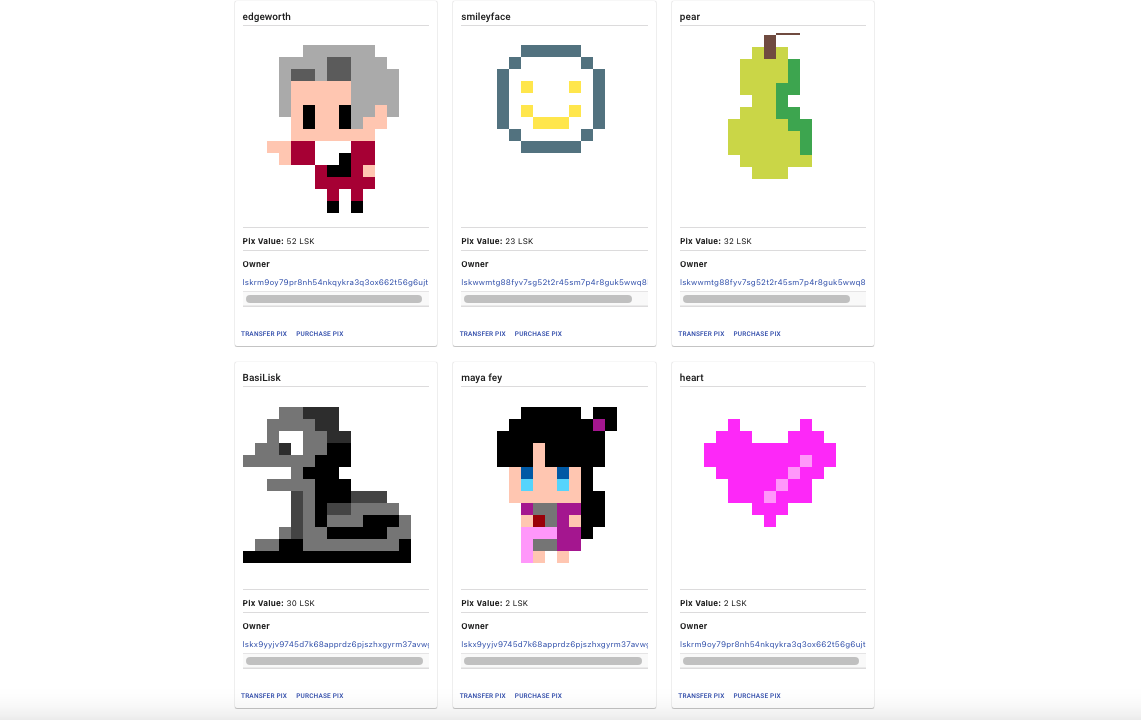 edgeworth
smileyface
pear
Pix Value: 52 LSK
Pix Value: 23 LSK
Pix Value: 32 LSK
Owner
Owner
Owner
lskrm9oy79pr8nh54nkqykra3q3ox662t56g6ujt
lskwwmtg88fyv7sg52t2r45sm7p4r8guk5wwq8
lskwwmtg88fyv7sg52t2r45sm7p4r8guk5wwq8
TRANSFER PIX PURCHASE PIX
TRANSFER PIX PURCHASE PIX
TRANSFER PIX PURCHASE PIX
BasiLisk
maya fey
heart
Pix Value: 30 LSK
Pix Value: 2 LSK
Pix Value: 2 LSK
Owner
Owner
Owner
lskx9yyjv9745d7k68apprdz6pjszhxgyrm37avw
lskx9yyjv9745d7k68apprdz6pjszhxgyrm37avw
lskrm9oy79pr8nh54nkqykra3q3ox662t56g6ujt
TRANSFER PIX PURCHASE PIX
TRANSFER PIX PURCHASE PIX
TRANSFER PIX PURCHASE PIX